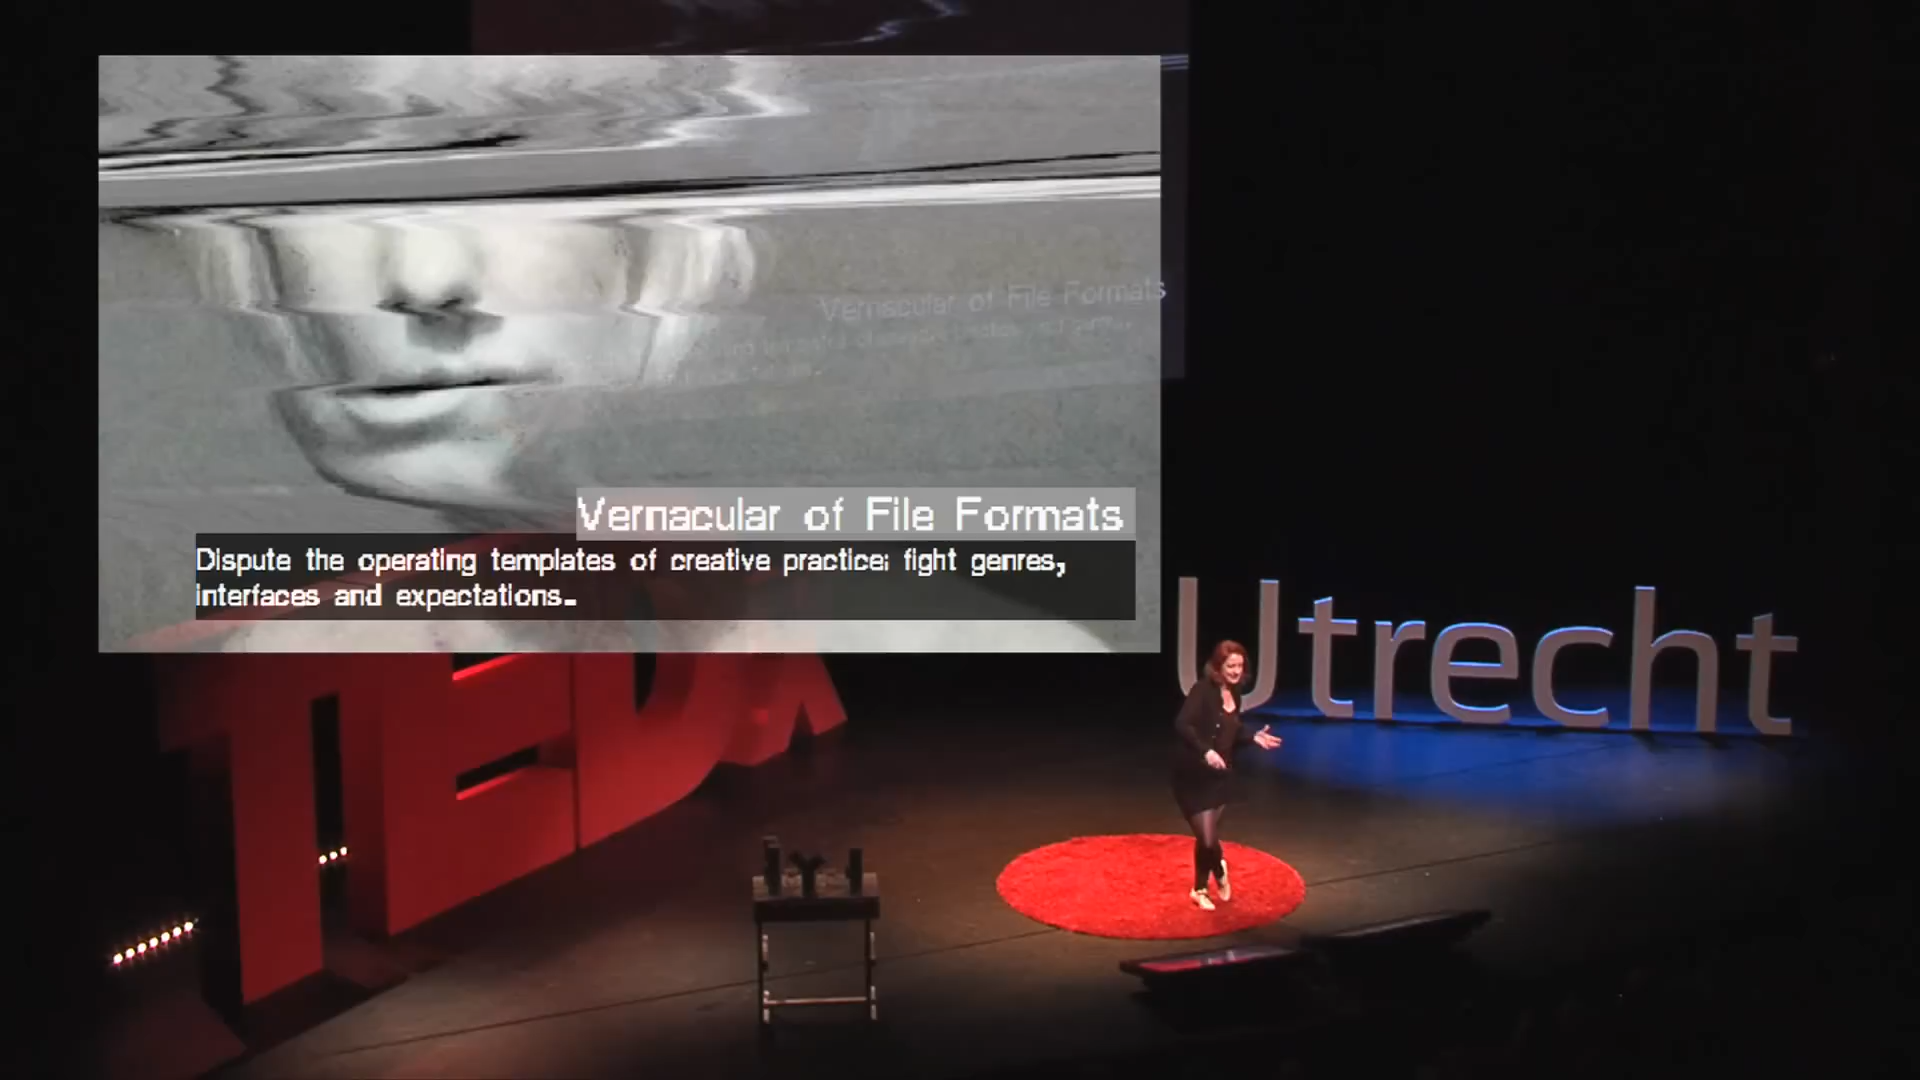 Vernacular of File Formats
Vernacular of File Formats
Dispute the operating templates of creative practice: fight genres,
interfaces and expectations_
TEDx
Utrecht